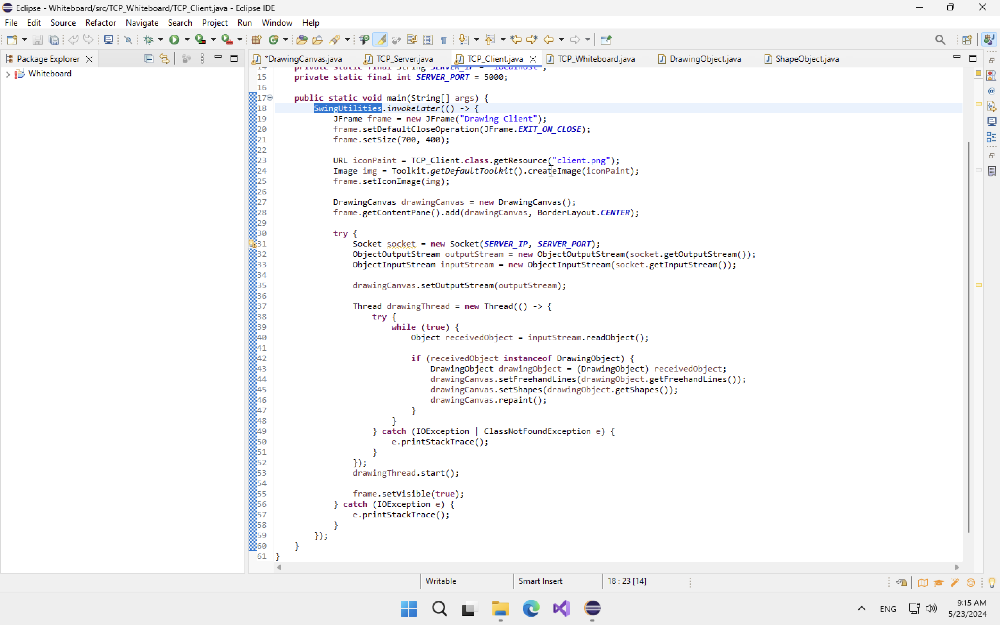 Eclipse - Whiteboard/src/TCP_Whiteboard/TCP_Client.java - Eclipse IDE
File Edit Source Refactor Navigate Search Project Run Window Help
Package Explorer
*DrawingCanvas.java TCP_Server.java TCP_Client.java TCP_Whiteboard.java DrawingObject.java ShapeObject.java
Whiteboard
14 private static final String SERVER_IP = "localhost";
15 private static final int SERVER_PORT = 5000;
16
17 public static void main(String[] args) {
18 SwingUtilities.invokeLater(() -> {
19 JFrame frame = new JFrame("Drawing Client");
20 frame.setDefaultCloseOperation(JFrame.EXIT_ON_CLOSE);
21 frame.setSize(700, 400);
22
23 URL iconPaint = TCP_Client.class.getResource("client.png");
24 Image img = Toolkit.getDefaultToolkit().createImage(iconPaint);
25 frame.setIconImage(img);
26
27 DrawingCanvas drawingCanvas = new DrawingCanvas();
28 frame.getContentPane().add(drawingCanvas, BorderLayout.CENTER);
29
30 try {
31 Socket socket = new Socket(SERVER_IP, SERVER_PORT);
32 ObjectOutputStream outputStream = new ObjectOutputStream(socket.getOutputStream());
33 ObjectInputStream inputStream = new ObjectInputStream(socket.getInputStream());
34
35 drawingCanvas.setOutputStream(outputStream);
36
37 Thread drawingThread = new Thread(() -> {
38 try {
39 while (true) {
40 Object receivedObject = inputStream.readObject();
41
42 if (receivedObject instanceof DrawingObject) {
43 DrawingObject drawingObject = (DrawingObject) receivedObject;
44 drawingCanvas.setFreehandLines(drawingObject.getFreehandLines());
45 drawingCanvas.setShapes(drawingObject.getShapes());
46 drawingCanvas.repaint();
47 }
48 }
49 } catch (IOException | ClassNotFoundException e) {
50 e.printStackTrace();
51 }
52 });
53 drawingThread.start();
54
55 frame.setVisible(true);
56 } catch (IOException e) {
57 e.printStackTrace();
58 }
59 });
60 }
61 }
Writable Smart Insert 18 : 23 [14]
ENG 9:15 AM
5/23/2024